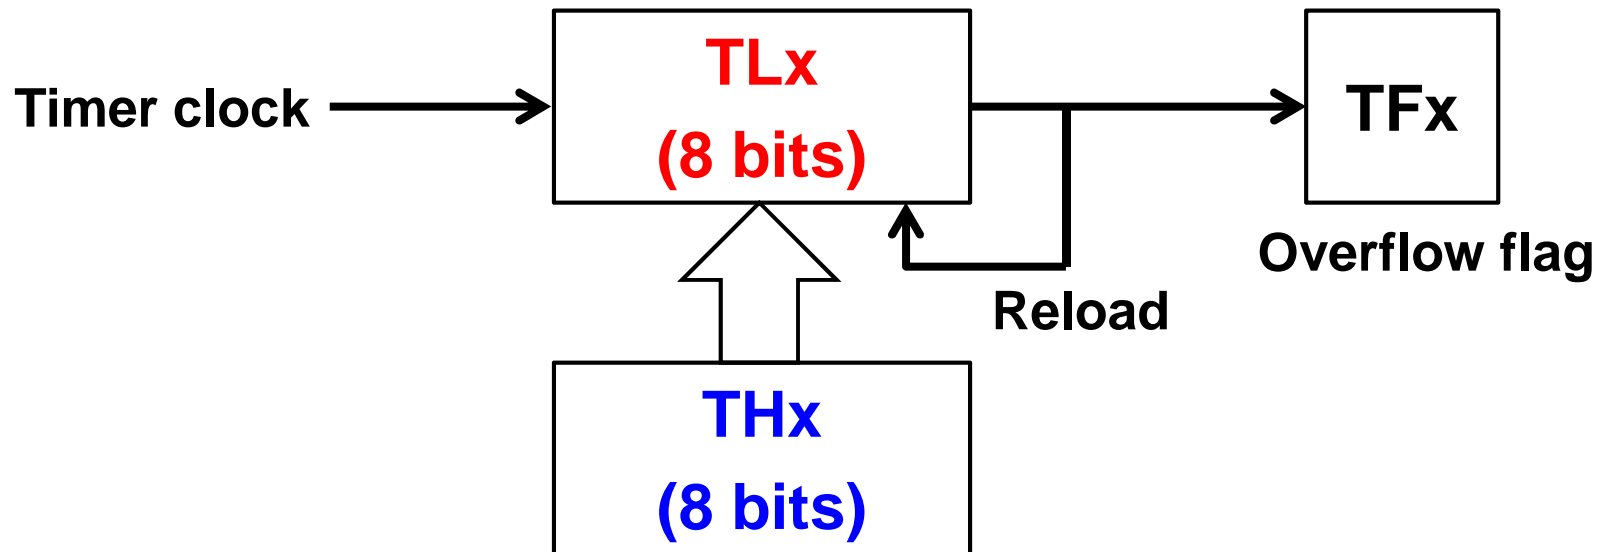 TLx
(8 bits)
Timer clock
TFx
Overflow flag
Reload
THx
(8 bits)